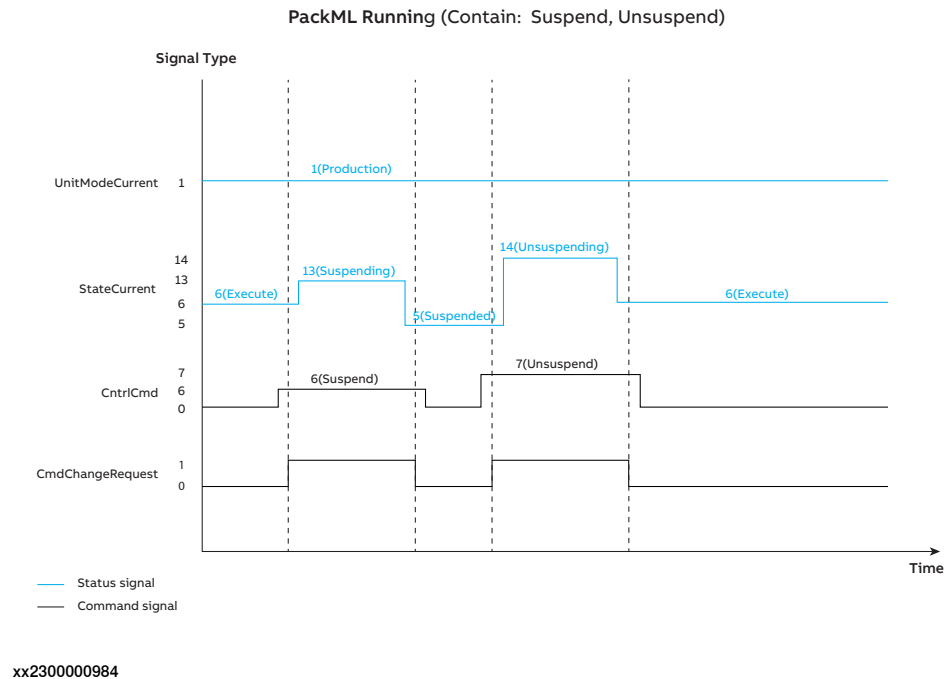 PackML Running (Contain: Suspend, Unsuspend)
Signal Type
1(Production)
UnitModeCurrent 1
14(Unsuspending)
14
13(Suspending)
13
StateCurrent
6(Execute)
6(Execute)
6
5(Suspended)
5
7(Unsuspend)
7
6(Suspend)
6
CntrlCmd
0
1
CmdChangeRequest
0
Time
Status signal
Command signal
xx2300000984